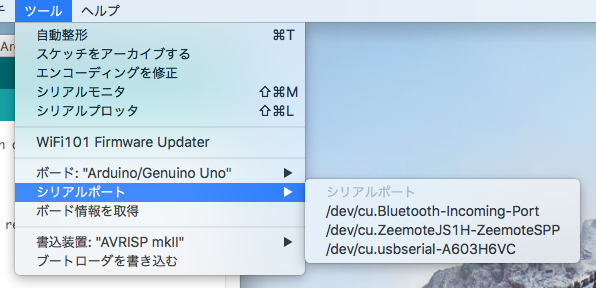 ツール ヘルプ
自動整形 ⌘T
スケッチをアーカイブする
エンコーディングを修正
シリアルモニタ ⇧⌘M
シリアルプロッタ ⇧⌘L
WiFi101 Firmware Updater
ボード: "Arduino/Genuino Uno" ▶
シリアルポート ▶
ボード情報を取得
書込装置: "AVRISP mkII" ▶
ブートローダを書き込む
シリアルポート
/dev/cu.Bluetooth-Incoming-Port
/dev/cu.ZeemoteJS1H-ZeemoteSPP
/dev/cu.usbserial-A603H6VC